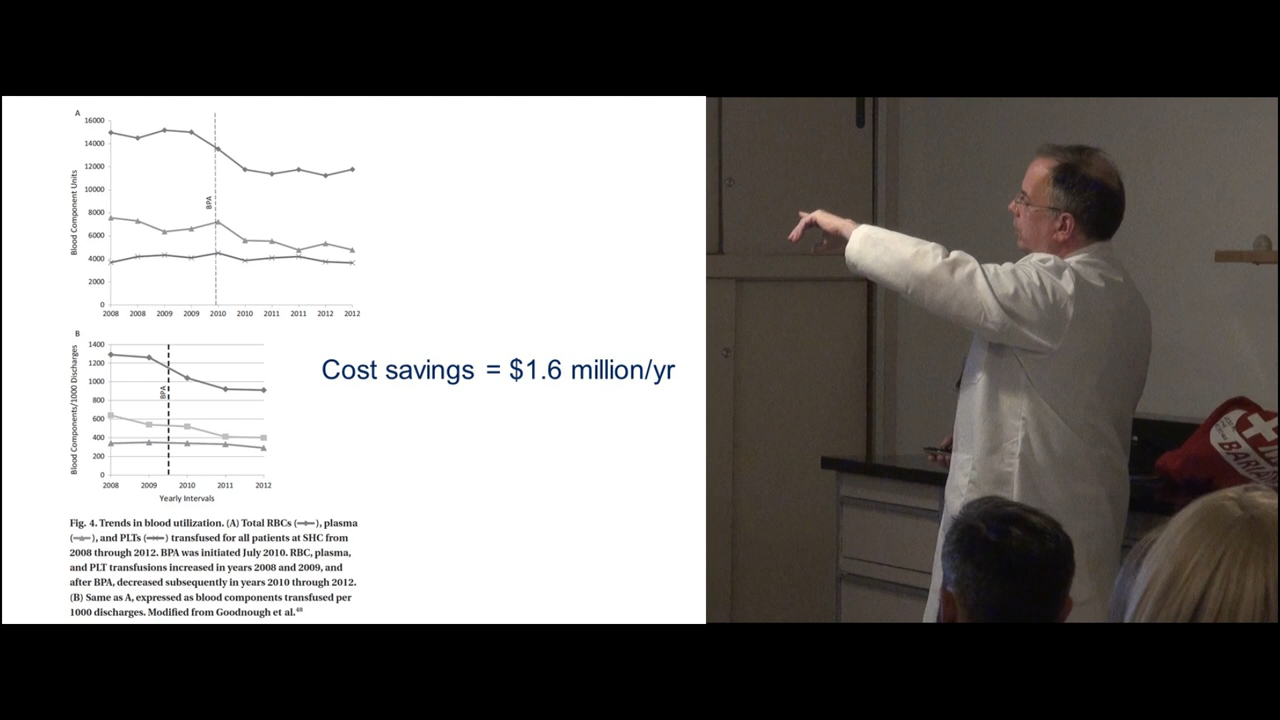 A
16000
14000
12000
10000
8000
6000
4000
2000
0
Blood Component Units
BPA
2008 2008 2009 2009 2010 2010 2011 2011 2012 2012
B
1400
1200
1000
800
600
400
200
0
Blood Components/1000 Discharges
BPA
2008 2009 2010 2011 2012
Yearly Intervals
Cost savings = $1.6 million/yr
Fig. 4. Trends in blood utilization. (A) Total RBCs ( ), plasma
( ), and PLTs ( ) transfused for all patients at SHC from
2008 through 2012. BPA was initiated July 2010. RBC, plasma,
and PLT transfusions increased in years 2008 and 2009, and
after BPA, decreased subsequently in years 2010 through 2012.
(B) Same as A, expressed as blood components transfused per
1000 discharges. Modified from Goodnough et al.48